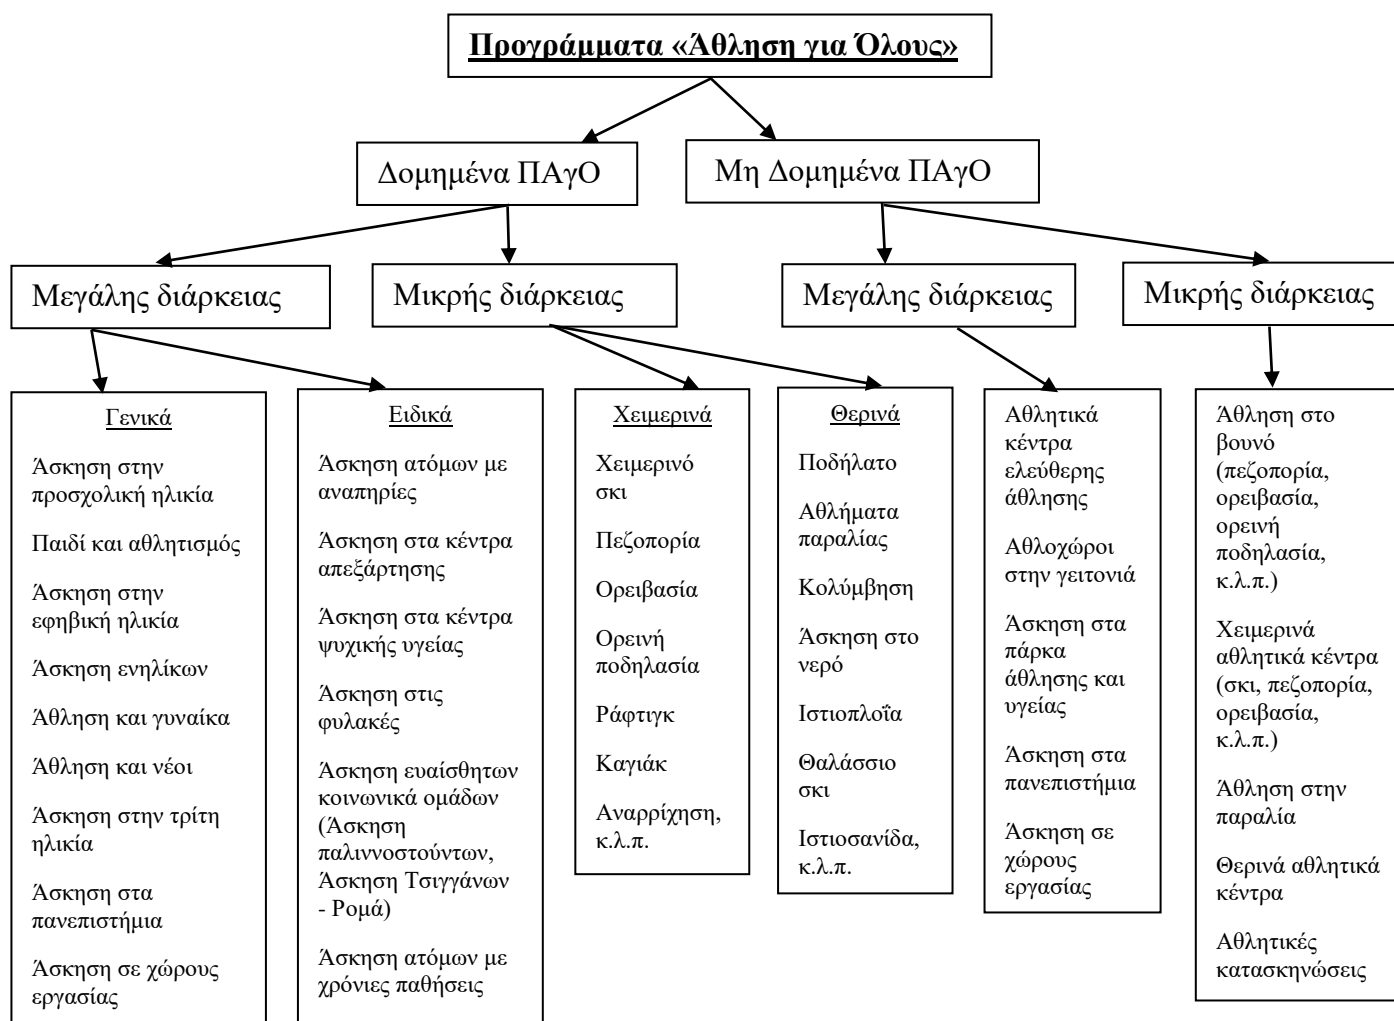 Προγράμματα «Άθληση για Όλους»
Δομημένα ΠΑγΟ
Μη Δομημένα ΠΑγΟ
Μεγάλης διάρκειας
Μικρής διάρκειας
Μεγάλης διάρκειας
Μικρής διάρκειας
Γενικά
Άσκηση στην
προσχολική ηλικία
Παιδί και αθλητισμός
Άσκηση στην
εφηβική ηλικία
Άσκηση ενηλίκων
Άθληση και γυναίκα
Άθληση και νέοι
Άσκηση στην τρίτη
ηλικία
Άσκηση στα
πανεπιστήμια
Άσκηση σε χώρους
εργασίας
Ειδικά
Άσκηση ατόμων με
αναπηρίες
Άσκηση στα κέντρα
απεξάρτησης
Άσκηση στα κέντρα
ψυχικής υγείας
Άσκηση στις
φυλακές
Άσκηση ευαίσθητων
κοινωνικά ομάδων
(Άσκηση
παλιννοστούντων,
Άσκηση Τσιγγάνων
- Ρομά)
Άσκηση ατόμων με
χρόνιες παθήσεις
Χειμερινά
Χειμερινό
σκι
Πεζοπορία
Ορειβασία
Ορεινή
ποδηλασία
Ράφτιγκ
Καγιάκ
Αναρρίχηση,
κ.λ.π.
Θερινά
Ποδήλατο
Αθλήματα
παραλίας
Κολύμβηση
Άσκηση στο
νερό
Ιστιοπλοΐα
Θαλάσσιο
σκι
Ιστιοσανίδα,
κ.λ.π.
Αθλητικά
κέντρα
ελεύθερης
άθλησης
Αθλοχώροι
στην γειτονιά
Άσκηση στα
πάρκα
άθλησης και
υγείας
Άσκηση στα
πανεπιστήμια
Άσκηση σε
χώρους
εργασίας
Άθληση στο
βουνό
(πεζοπορία,
ορειβασία,
ορεινή
ποδηλασία,
κ.λ.π.)
Χειμερινά
αθλητικά κέντρα
(σκι, πεζοπορία,
ορειβασία,
κ.λ.π.)
Άθληση στην
παραλία
Θερινά αθλητικά
κέντρα
Αθλητικές
κατασκηνώσεις